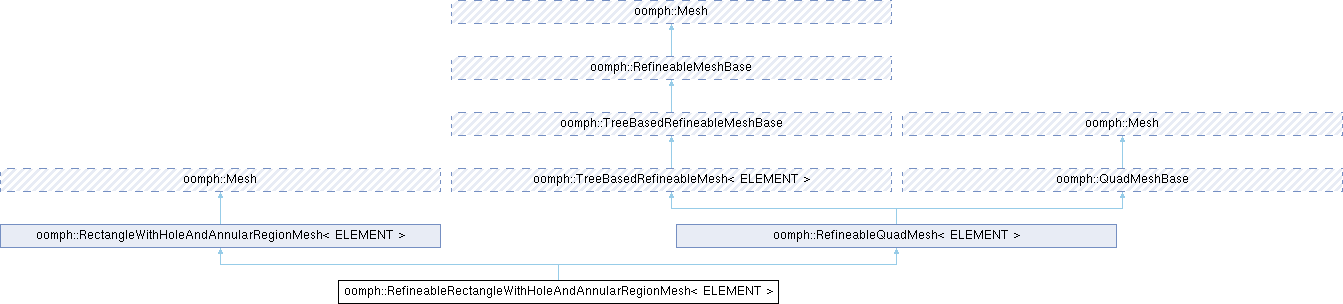 oomph::Mesh
oomph::RefineableMeshBase
oomph::TreeBasedRefineableMeshBase
oomph::Mesh
oomph::Mesh
oomph::TreeBasedRefineableMesh< ELEMENT >
oomph::QuadMeshBase
oomph::RectangleWithHoleAndAnnularRegionMesh< ELEMENT >
oomph::RefineableQuadMesh< ELEMENT >
oomph::RefineableRectangleWithHoleAndAnnularRegionMesh< ELEMENT >